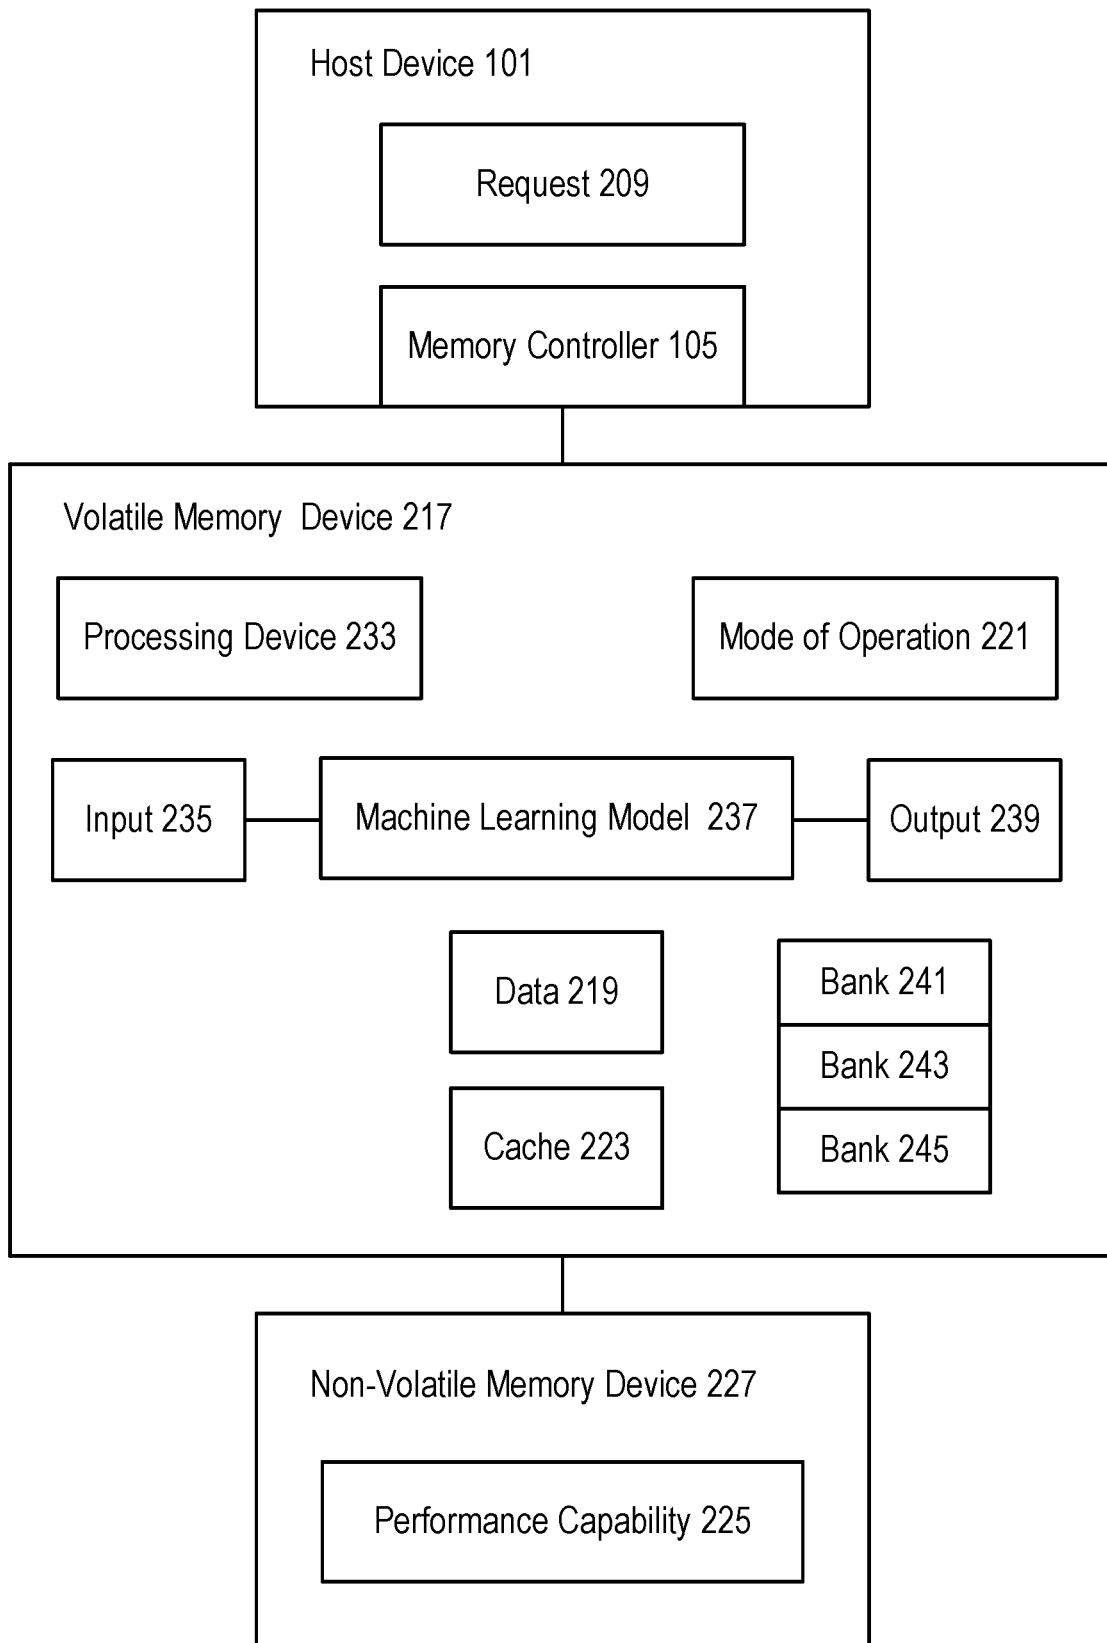 Host Device 101
Request 209
Memory Controller 105
Volatile Memory Device 217
Processing Device 233
Mode of Operation 221
Input 235
Machine Learning Model 237
Output 239
Data 219
Bank 241
Bank 243
Cache 223
Bank 245
Non-Volatile Memory Device 227
Performance Capability 225